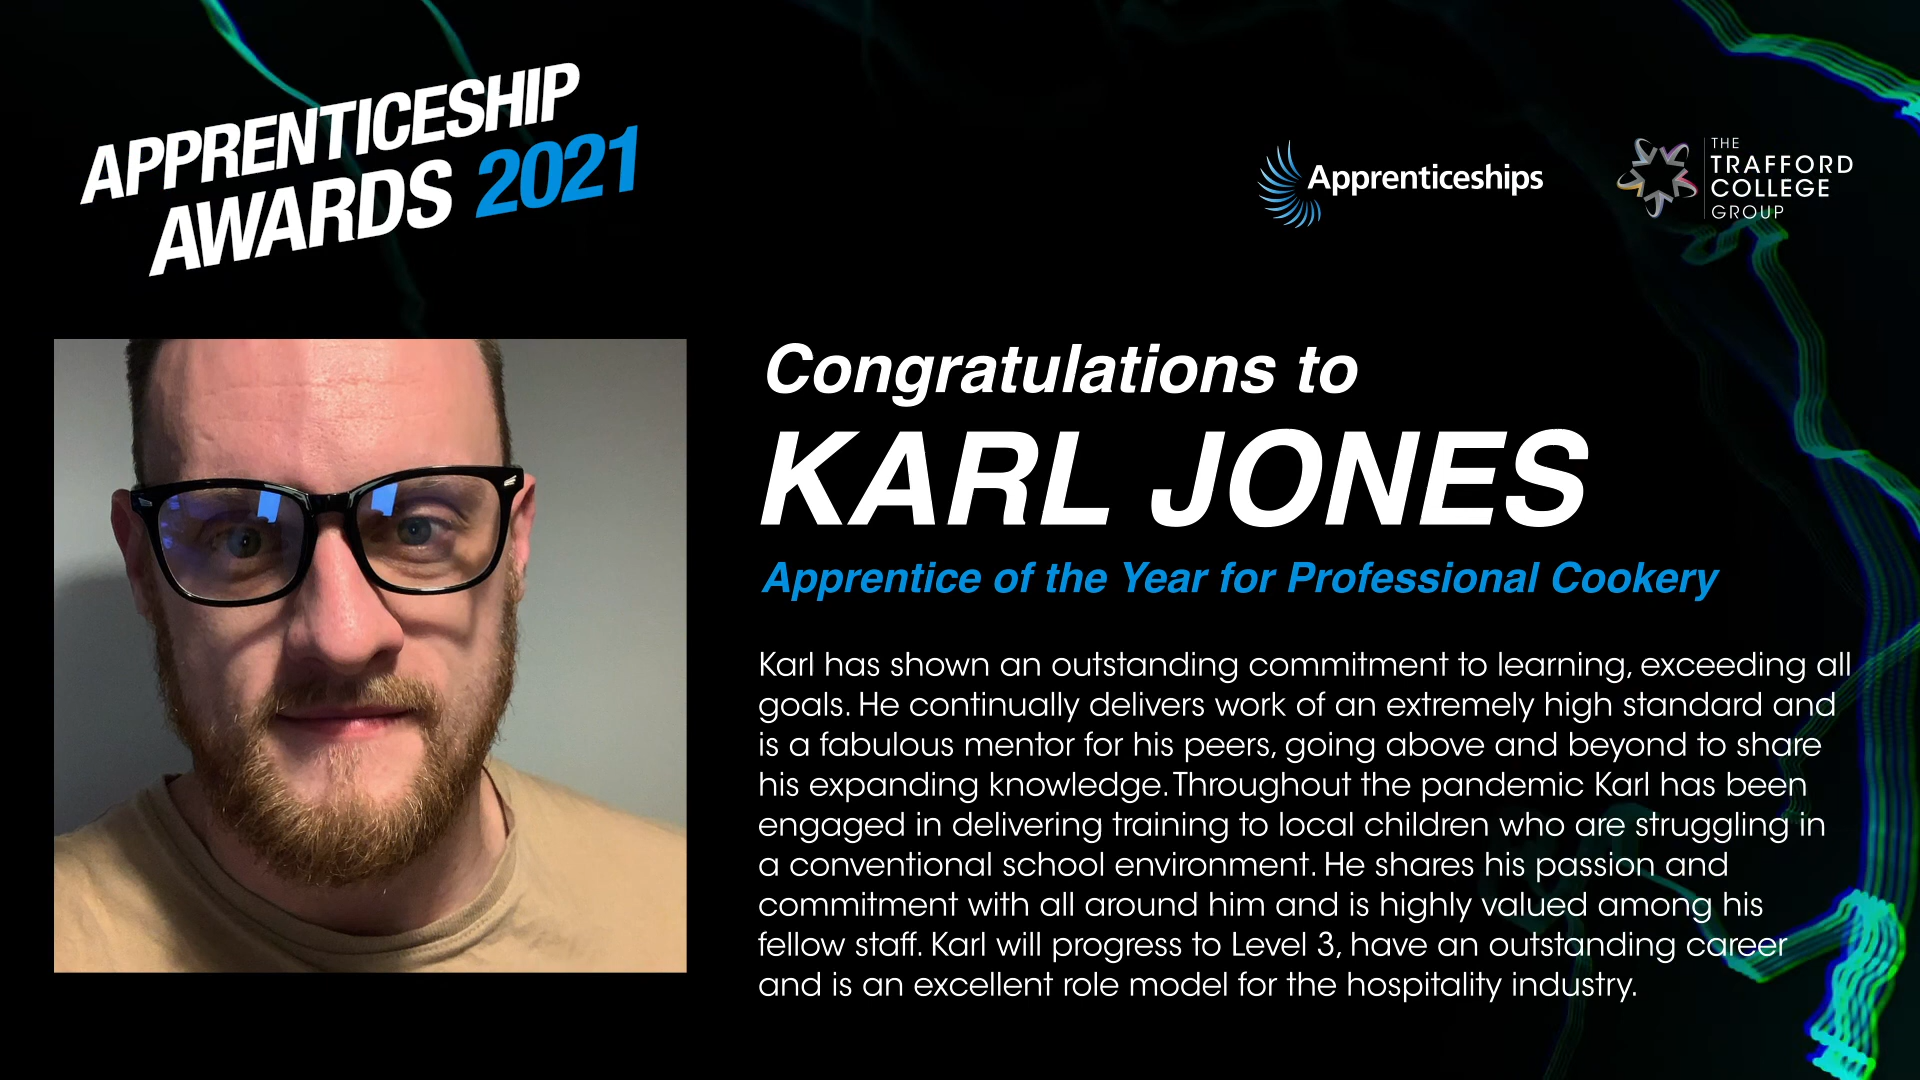 APPRENTICESHIP
AWARDS 2021
Apprenticeships
THE
TRAFFORD
COLLEGE
GROUP
Congratulations to
KARL JONES
Apprentice of the Year for Professional Cookery
Karl has shown an outstanding commitment to learning, exceeding all
goals. He continually delivers work of an extremely high standard and
is a fabulous mentor for his peers, going above and beyond to share
his expanding knowledge. Throughout the pandemic Karl has been
engaged in delivering training to local children who are struggling in
a conventional school environment. He shares his passion and
commitment with all around him and is highly valued among his
fellow staff. Karl will progress to Level 3, have an outstanding career
and is an excellent role model for the hospitality industry.